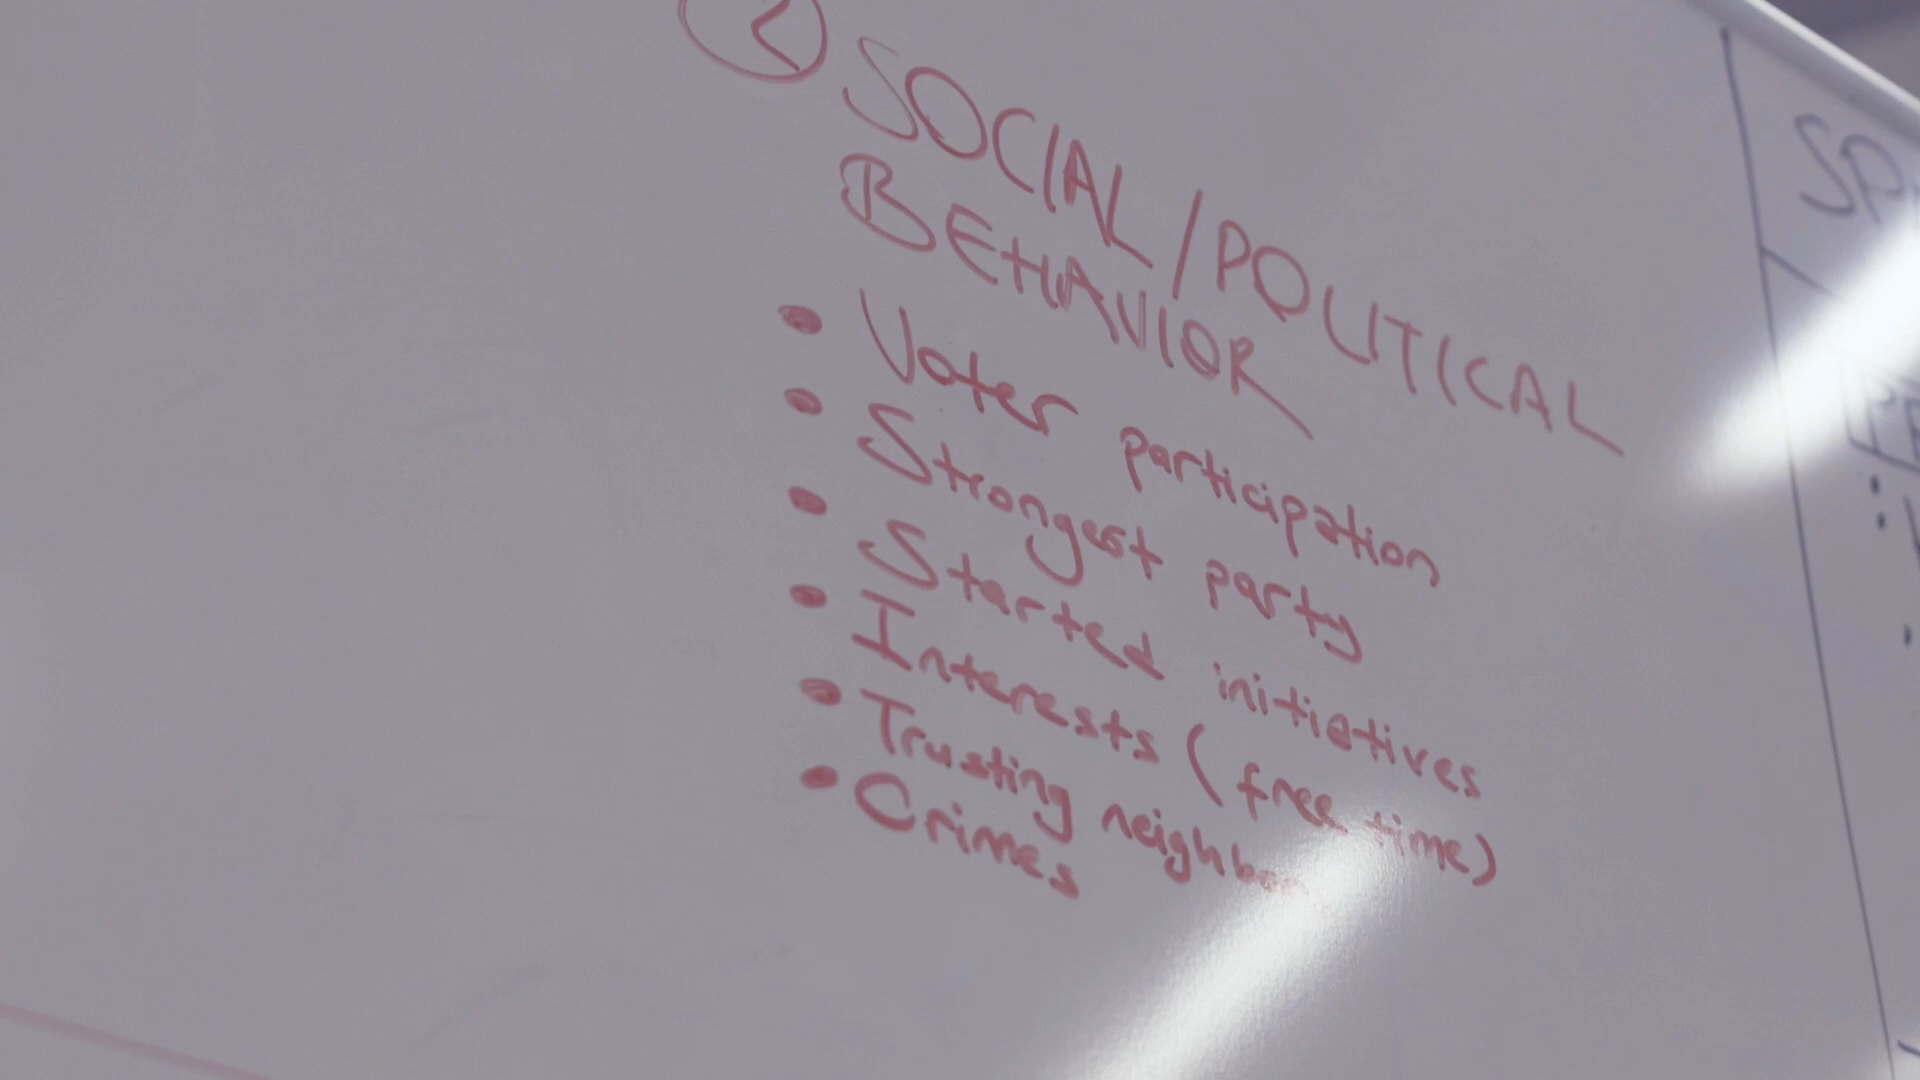 SOCIAL/POLITICAL
BEHAVIOR
• Voter participation
• Strongest party
• Started initiatives
• Interests (free time)
• Trusting
• Crimes